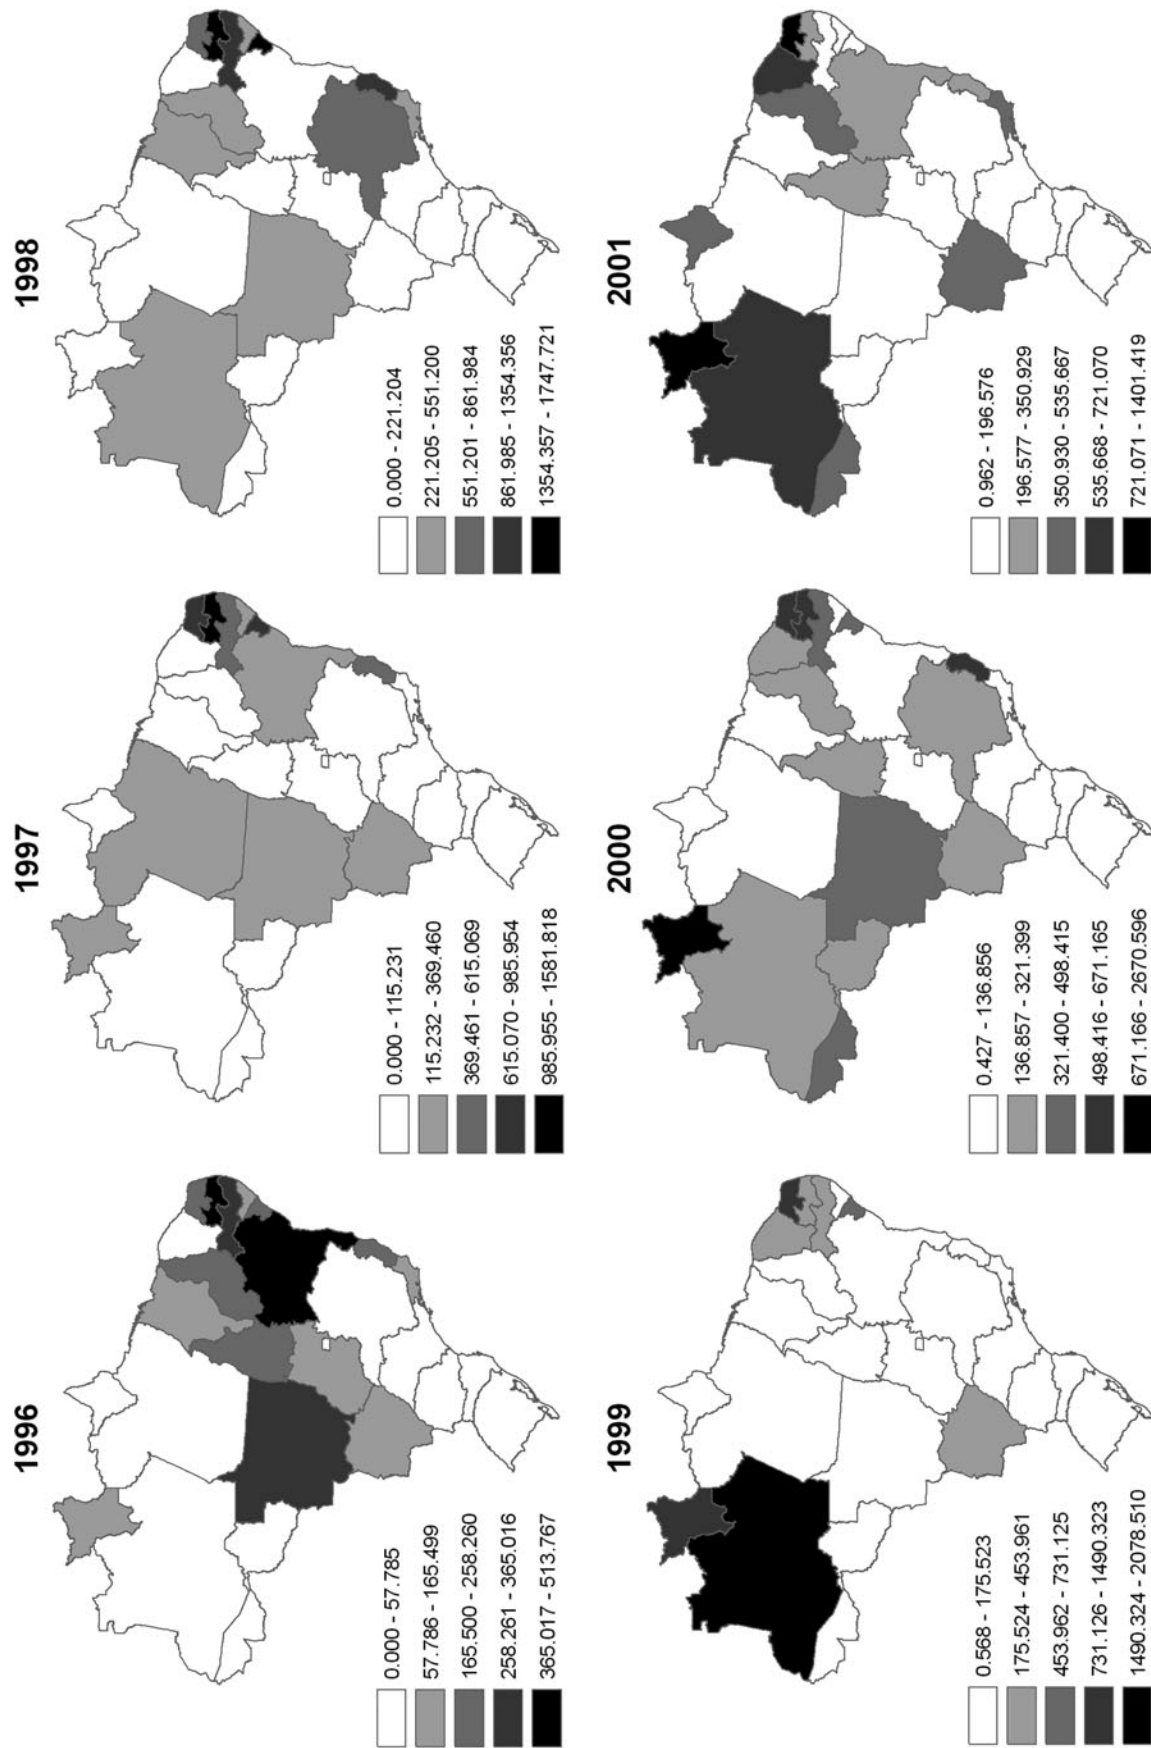 1996
0.000 - 57.785
57.786 - 165.499
165.500 - 258.260
258.261 - 365.016
365.017 - 513.767
1997
0.000 - 115.231
115.232 - 369.460
369.461 - 615.069
615.070 - 985.954
985.955 - 1581.818
1998
0.000 - 221.204
221.205 - 551.200
551.201 - 861.984
861.985 - 1354.356
1354.357 - 1747.721
1999
0.568 - 175.523
175.524 - 453.961
453.962 - 731.125
731.126 - 1490.323
1490.324 - 2078.510
2000
0.427 - 136.856
136.857 - 321.399
321.400 - 498.415
498.416 - 671.165
671.166 - 2670.596
2001
0.962 - 196.576
196.577 - 350.929
350.930 - 535.667
535.668 - 721.070
721.071 - 1401.419